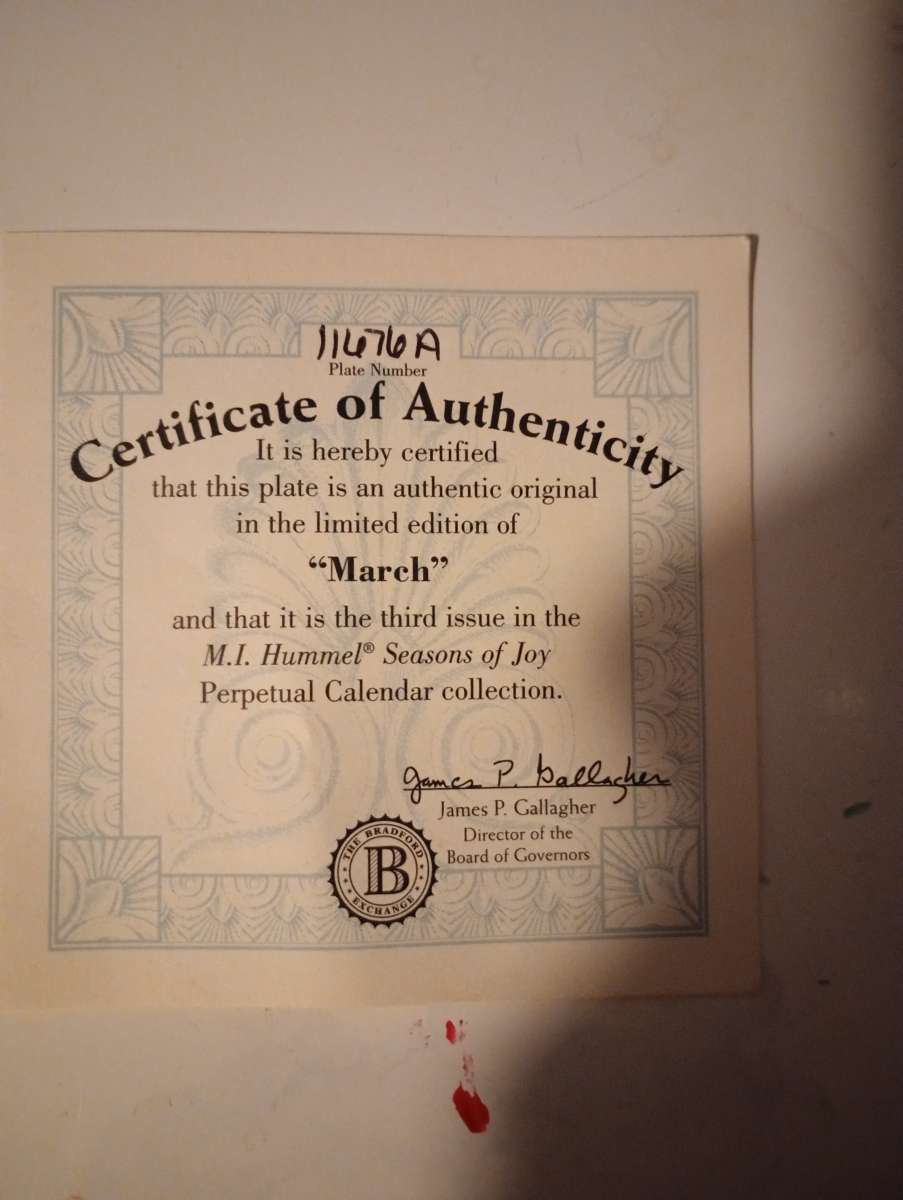 11676A
Plate Number
Certificate of Authenticity
It is hereby certified
that this plate is an authentic original
in the limited edition of
“March”
and that it is the third issue in the
M.I. Hummel® Seasons of Joy
Perpetual Calendar collection.
James P. Gallagher
James P. Gallagher
Director of the
Board of Governors
THE BRADFORD
B
EXCHANGE